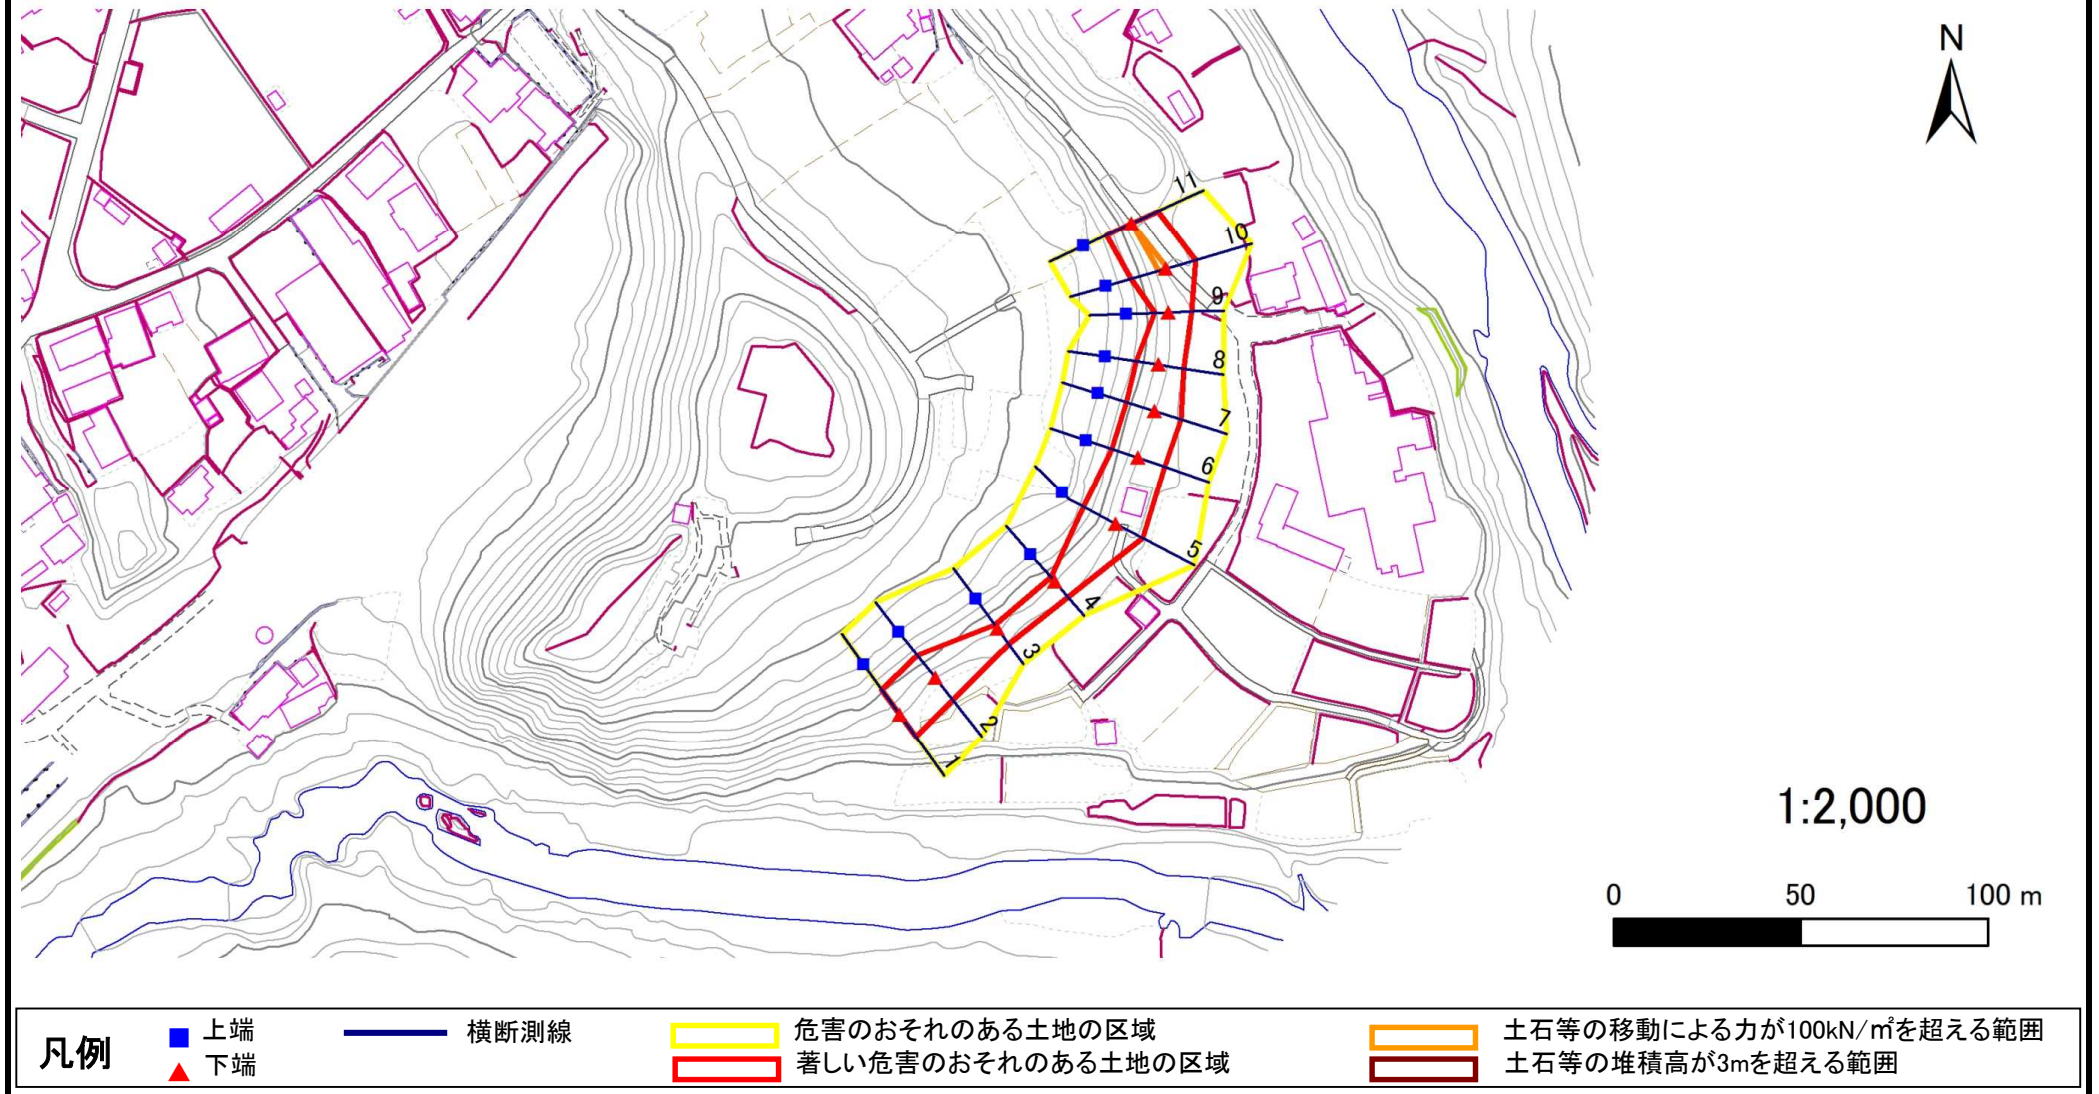 N
11
10
9
8
7
6
5
4
3
2
1:2,000
0 50 100 m
凡例
上端
下端
横断測線
危害のおそれのある土地の区域
著しい危害のおそれのある土地の区域
土石等の移動による力が100kN/㎡を超える範囲
土石等の堆積高が3mを超える範囲